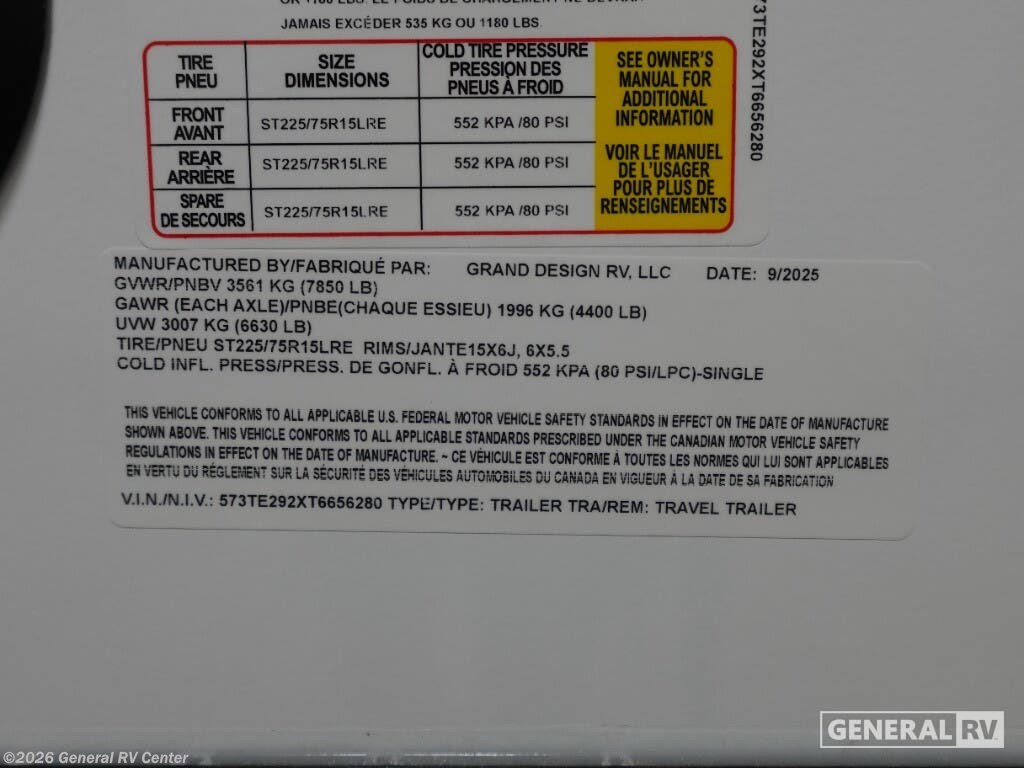 JAMAIS EXCÉDER 535 KG OU 1180 LBS.
TIRE PNEU SIZE DIMENSIONS COLD TIRE PRESSURE PRESSION DES PNEUS À FROID
FRONT AVANT ST225/75R15LRE 552 KPA /80 PSI
REAR ARRIÈRE ST225/75R15LRE 552 KPA /80 PSI
SPARE DE SECOURS ST225/75R15LRE 552 KPA /80 PSI
SEE OWNER'S
MANUAL FOR
ADDITIONAL
INFORMATION
VOIR LE MANUEL
DE L'USAGER
POUR PLUS DE
RENSEIGNEMENTS
73TE292XT6656280
MANUFACTURED BY/FABRIQUÉ PAR: GRAND DESIGN RV, LLC DATE: 9/2025
GVWR/PNBV 3561 KG (7850 LB)
GAWR (EACH AXLE)/PNBE(CHAQUE ESSIEU) 1996 KG (4400 LB)
UVW 3007 KG (6630 LB)
TIRE/PNEU ST225/75R15LRE RIMS/JANTE15X6J, 6X5.5
COLD INFL. PRESS/PRESS. DE GONFL. À FROID 552 KPA (80 PSI/LPC)-SINGLE
THIS VEHICLE CONFORMS TO ALL APPLICABLE U.S. FEDERAL MOTOR VEHICLE SAFETY STANDARDS IN EFFECT ON THE DATE OF MANUFACTURE
SHOWN ABOVE. THIS VEHICLE CONFORMS TO ALL APPLICABLE STANDARDS PRESCRIBED UNDER THE CANADIAN MOTOR VEHICLE SAFETY
REGULATIONS IN EFFECT ON THE DATE OF MANUFACTURE. ~ CE VÉHICULE EST CONFORME À TOUTES LES NORMES QUI LUI SONT APPLICABLES
EN VERTU DU RÉGLEMENT SUR LA SÉCURITÉ DES VÉHICULES AUTOMOBILES DU CANADA EN VIGUEUR À LA DATE DE SA FABRICATION
V.I.N./N.I.V.: 573TE292XT6656280 TYPE/TYPE: TRAILER TRA/REM: TRAVEL TRAILER
GENERAL RV
©2026 General RV Center